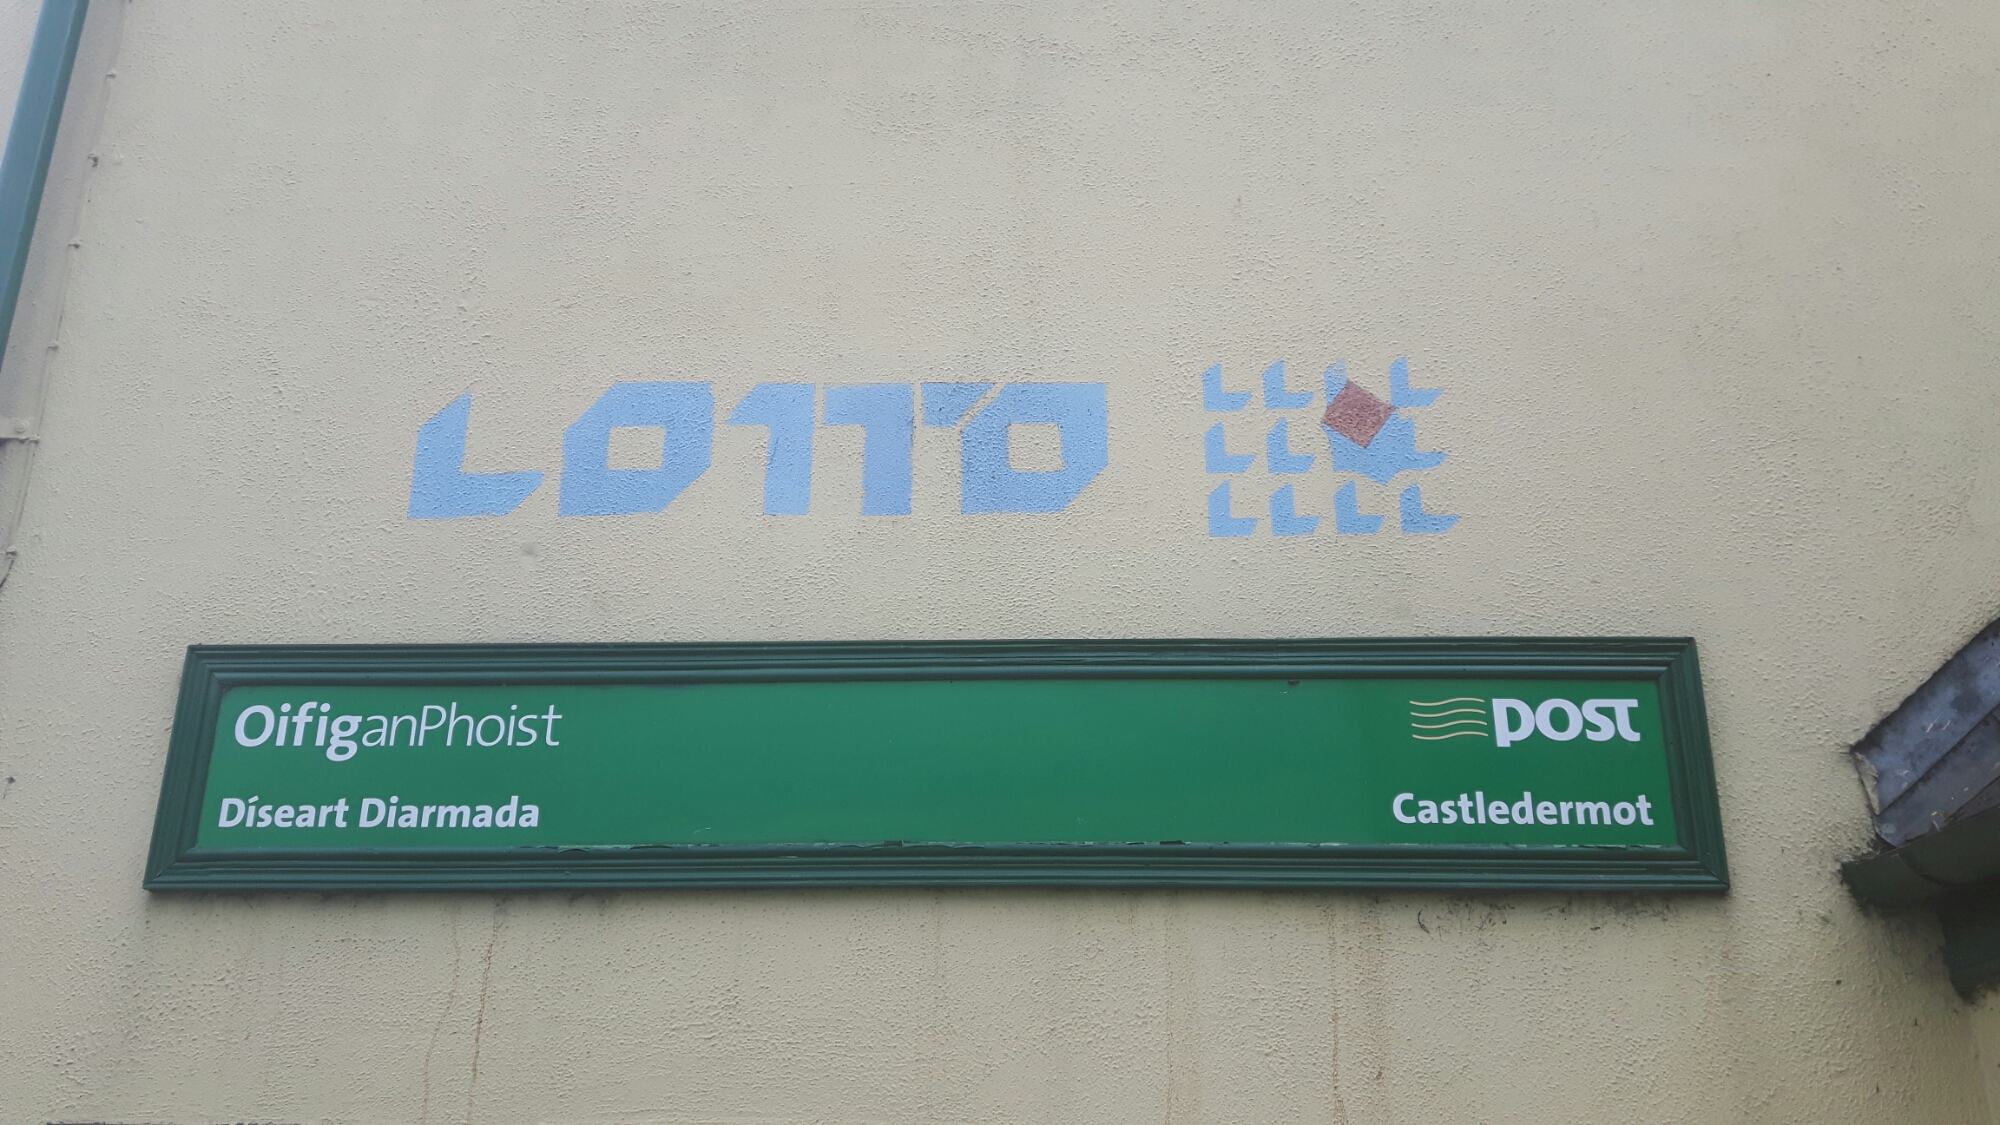 LOTTO
OifiganPhoist
post
Díseart Diarmada
Castledermot